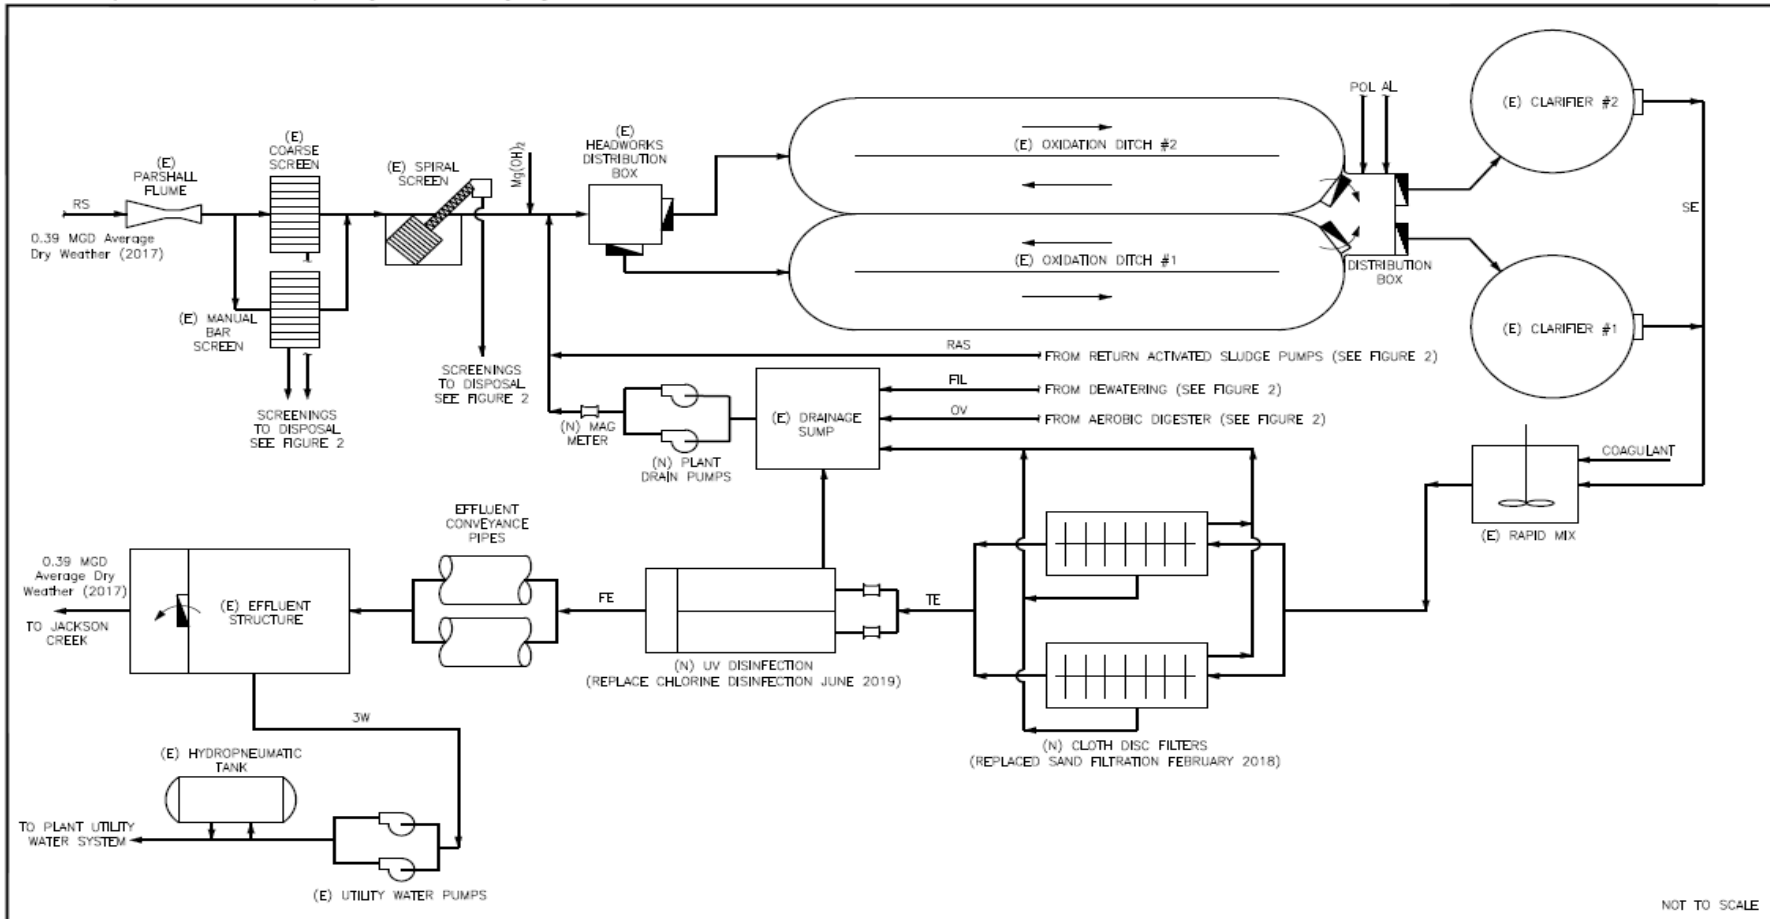 (E)
PARSHALL
FLUME
RS
0.39 MGD Average
Dry Weather (2017)
(E)
COARSE
SCREEN
(E) MANUAL
BAR
SCREEN
SCREENINGS
TO DISPOSAL
SEE FIGURE 2
(E) SPIRAL
SCREEN
SCREENINGS
TO DISPOSAL
SEE FIGURE 2
Mg(OH)2
(E)
HEADWORKS
DISTRIBUTION
BOX
(E) OXIDATION DITCH #2
(E) OXIDATION DITCH #1
POL AL
DISTRIBUTION
BOX
(E) CLARIFIER #2
(E) CLARIFIER #1
SE
RAS
FROM RETURN ACTIVATED SLUDGE PUMPS (SEE FIGURE 2)
FIL
FROM DEWATERING (SEE FIGURE 2)
OV
FROM AEROBIC DIGESTER (SEE FIGURE 2)
(E) DRAINAGE
SUMP
(N) MAG
METER
(N) PLANT
DRAIN PUMPS
COAGULANT
(E) RAPID MIX
(N) CLOTH DISC FILTERS
(REPLACED SAND FILTRATION FEBRUARY 2018)
TE
(N) UV DISINFECTION
(REPLACE CHLORINE DISINFECTION JUNE 2019)
FE
EFFLUENT
CONVEYANCE
PIPES
(E) EFFLUENT
STRUCTURE
0.39 MGD
Average Dry
Weather (2017)
TO JACKSON
CREEK
3W
(E) HYDROPNEUMATIC
TANK
TO PLANT UTILITY
WATER SYSTEM
(E) UTILITY WATER PUMPS
NOT TO SCALE